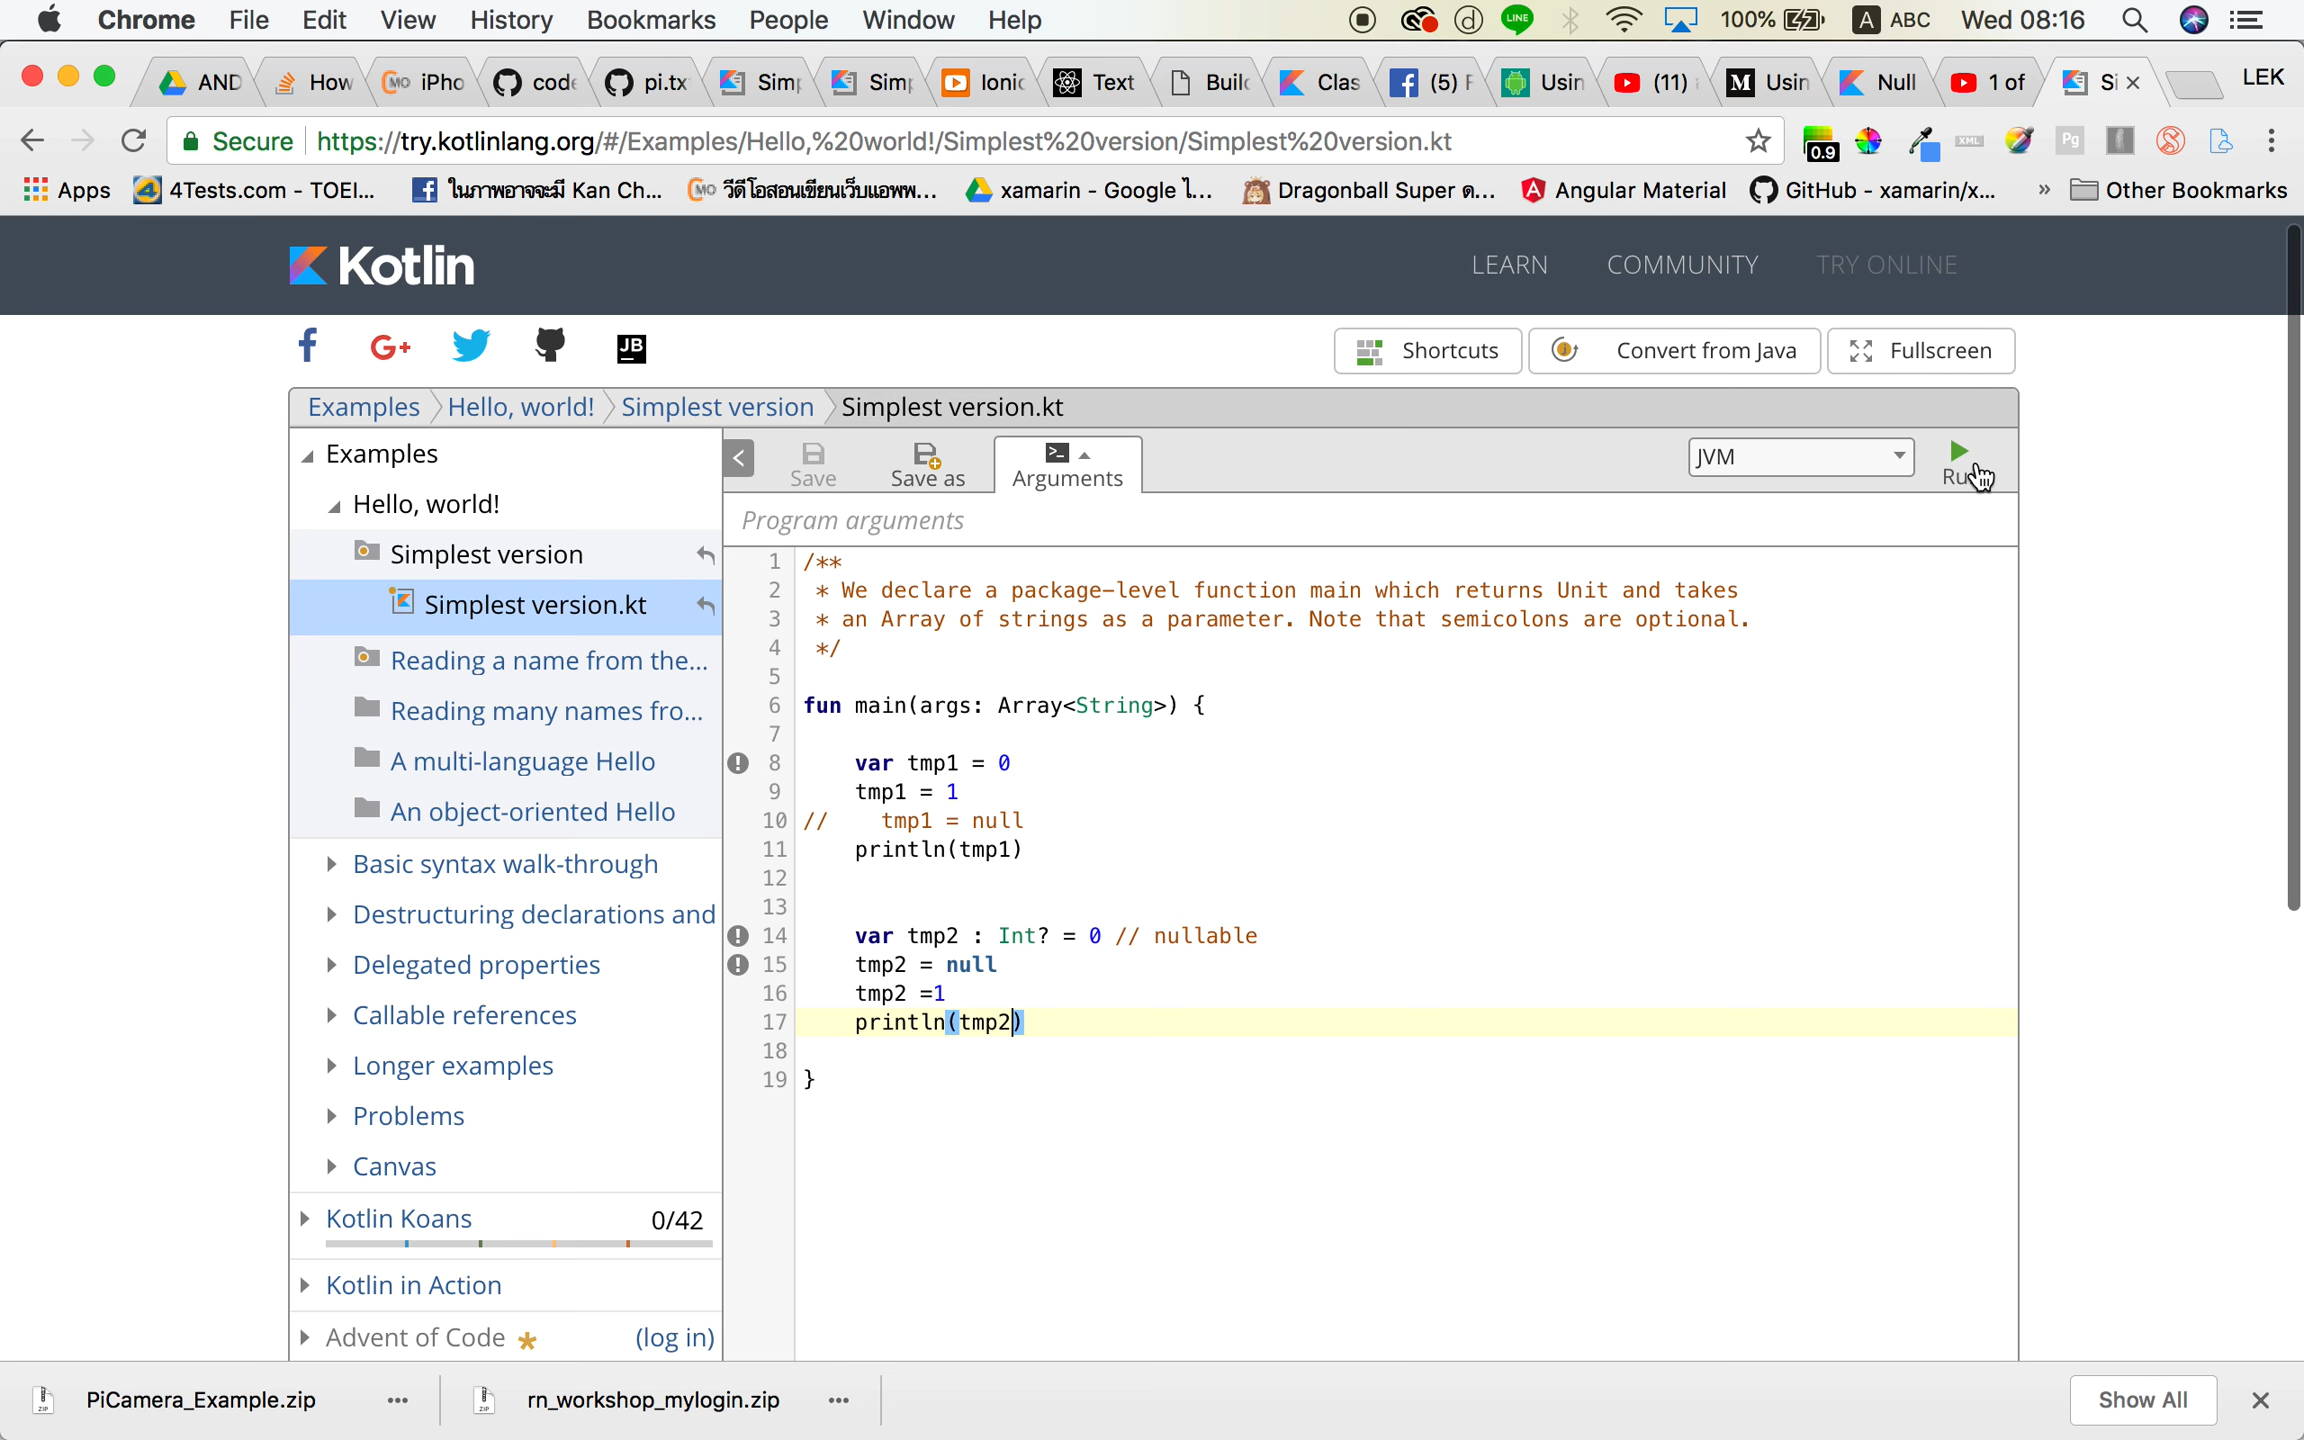 Chrome File Edit View History Bookmarks People Window Help LINE 100% A ABC Wed 08:16
AND How MO iPho code pi.tx Simp Simp Ionic Text Build Clas (5) F Usin (11) M Usin Null 1 of Si LEK
Secure https://try.kotlinlang.org/#/Examples/Hello,%20world!/Simplest%20version/Simplest%20version.kt 0.9 XML Pg
Apps 4Tests.com - TOEI... ในภาพอาจจะมี Kan Ch... MO วีดีโอสอนเขียนเว็บแอพพ... xamarin - Google ไ... Dragonball Super ต... Angular Material GitHub - xamarin/x... » Other Bookmarks
Kotlin LEARN COMMUNITY TRY ONLINE
G+ JB Shortcuts Convert from Java Fullscreen
Examples Hello, world! Simplest version Simplest version.kt
Examples
Hello, world!
Simplest version
Simplest version.kt
Reading a name from the...
Reading many names fro...
A multi-language Hello
An object-oriented Hello
Basic syntax walk-through
Destructuring declarations and
Delegated properties
Callable references
Longer examples
Problems
Canvas
Kotlin Koans 0/42
Kotlin in Action
Advent of Code * (log in)
Save Save as Arguments JVM
Program arguments
1 /**
2 * We declare a package-level function main which returns Unit and takes
3 * an Array of strings as a parameter. Note that semicolons are optional.
4 */
5
6 fun main(args: Array<String>) {
7
8 var tmp1 = 0
9 tmp1 = 1
10 // tmp1 = null
11 println(tmp1)
12
13
14 var tmp2 : Int? = 0 // nullable
15 tmp2 = null
16 tmp2 =1
17 println(tmp2)
18
19 }
PiCamera_Example.zip rn_workshop_mylogin.zip Show All